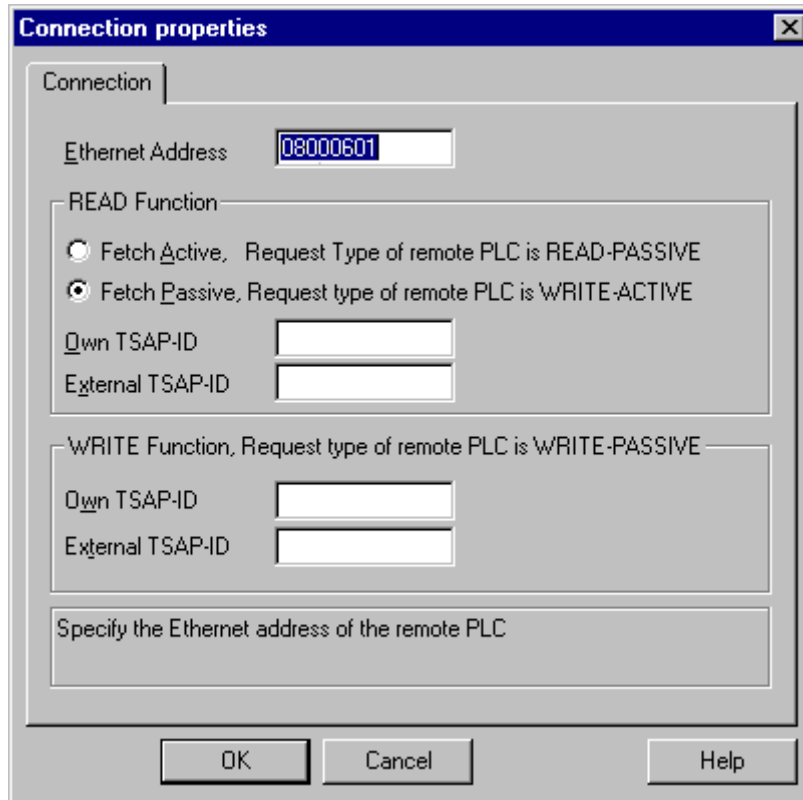 Connection properties
Connection
Ethernet Address 08000601
READ Function
Fetch Active, Request Type of remote PLC is READ-PASSIVE
Fetch Passive, Request type of remote PLC is WRITE-ACTIVE
Own TSAP-ID
External TSAP-ID
WRITE Function, Request type of remote PLC is WRITE-PASSIVE
Own TSAP-ID
External TSAP-ID
Specify the Ethernet address of the remote PLC
OK Cancel Help